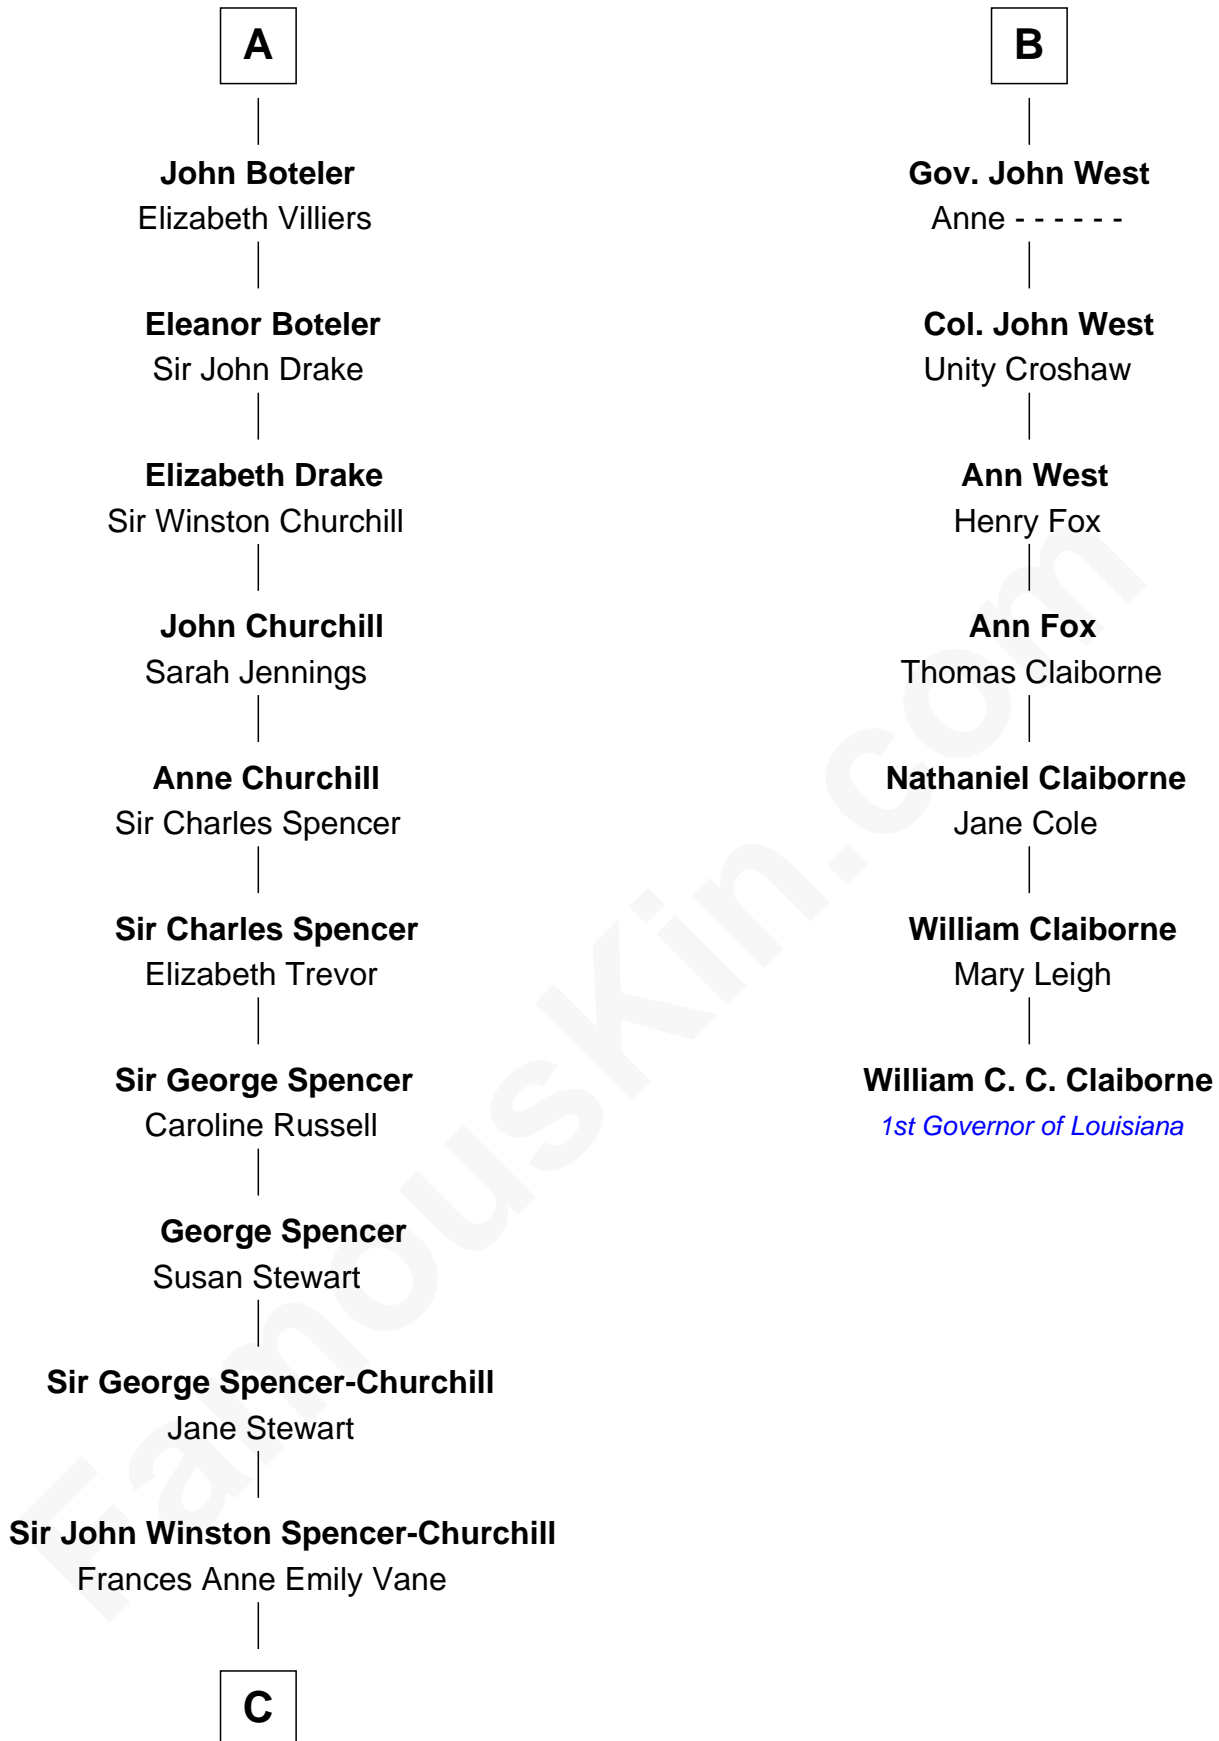 A
John Boteler
Elizabeth Villiers
Eleanor Boteler
Sir John Drake
Elizabeth Drake
Sir Winston Churchill
John Churchill
Sarah Jennings
Anne Churchill
Sir Charles Spencer
Sir Charles Spencer
Elizabeth Trevor
Sir George Spencer
Caroline Russell
George Spencer
Susan Stewart
Sir George Spencer-Churchill
Jane Stewart
Sir John Winston Spencer-Churchill
Frances Anne Emily Vane
C
B
Gov. John West
Anne - - - - - -
Col. John West
Unity Croshaw
Ann West
Henry Fox
Ann Fox
Thomas Claiborne
Nathaniel Claiborne
Jane Cole
William Claiborne
Mary Leigh
William C. C. Claiborne
1st Governor of Louisiana
FamousKin.com